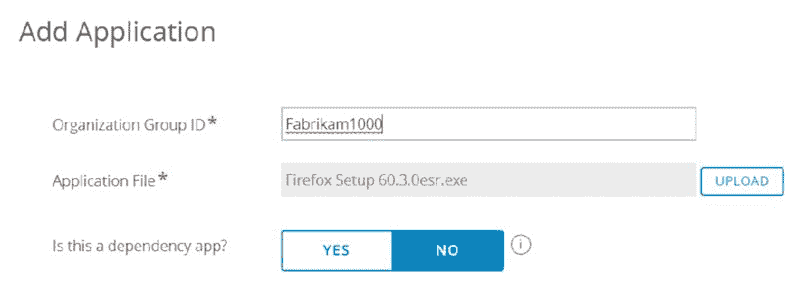 Add Application
Organization Group ID* Fabrikam1000
Application File* Firefox Setup 60.3.0esr.exe UPLOAD
Is this a dependency app? YES NO i